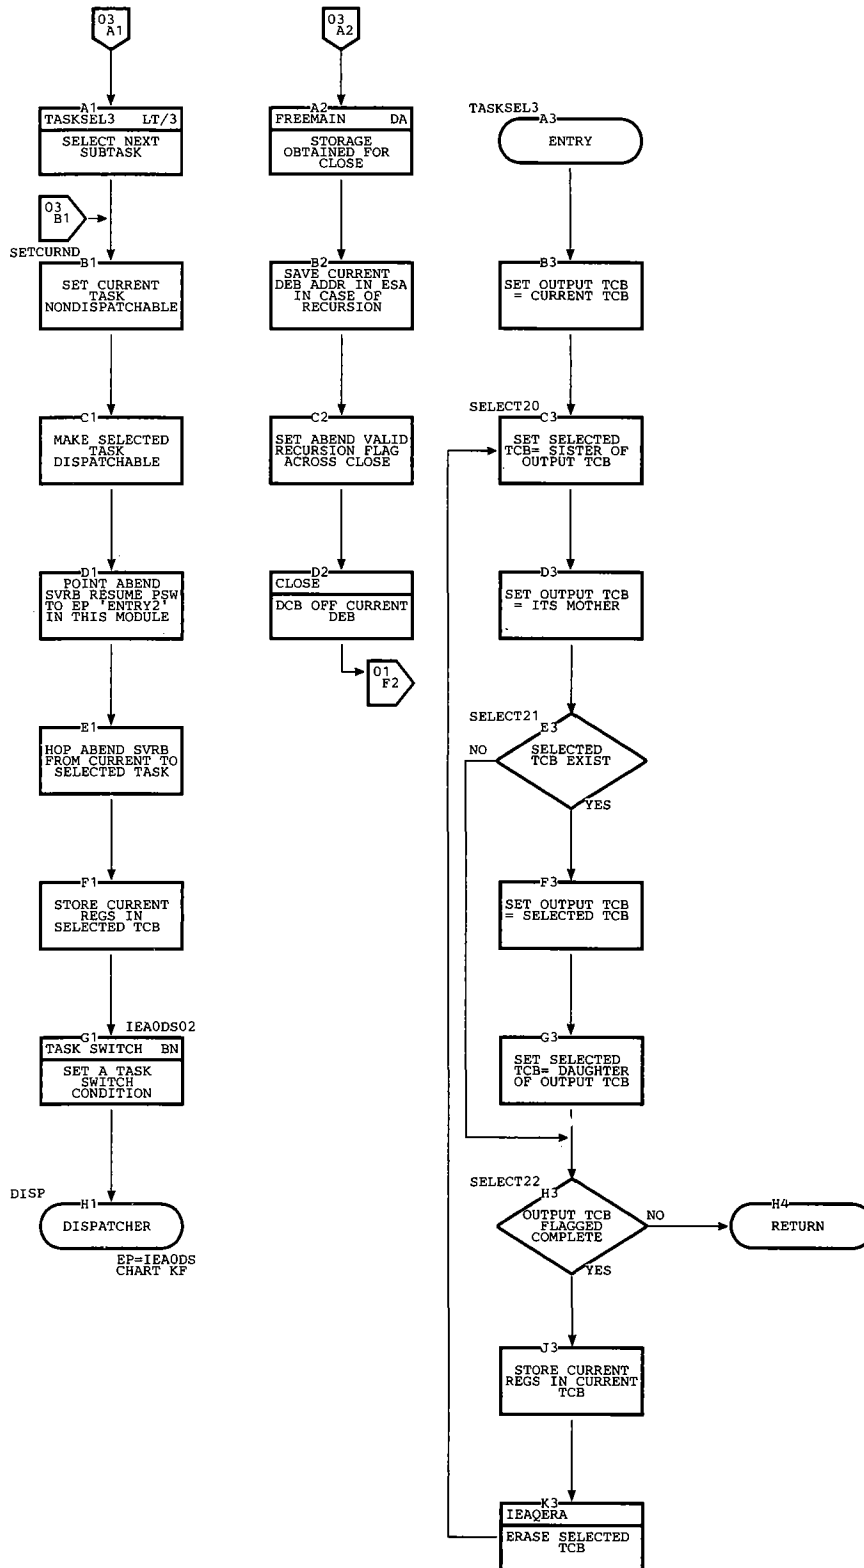 03
A1
A1
TASKSEL3 LT/3
SELECT NEXT
SUBTASK
03
B1
SETCURND
B1
SET CURRENT
TASK
NONDISPATCHABLE
C1
MAKE SELECTED
TASK
DISPATCHABLE
D1
POINT ABEND
SVRB RESUME PSW
TO EP 'ENTRY2'
IN THIS MODULE
E1
HOP ABEND SVRB
FROM CURRENT TO
SELECTED TASK
F1
STORE CURRENT
REGS IN
SELECTED TCB
IEA0DS02
G1
TASK SWITCH BN
SET A TASK
SWITCH
CONDITION
DISP
H1
DISPATCHER
EP=IEA0DS
CHART KF
03
A2
A2
FREEMAIN DA
STORAGE
OBTAINED FOR
CLOSE
B2
SAVE CURRENT
DEB ADDR IN ESA
IN CASE OF
RECURSION
C2
SET ABEND VALID
RECURSION FLAG
ACROSS CLOSE
D2
CLOSE
DCB OFF CURRENT
DEB
01
F2
TASKSEL3
A3
ENTRY
B3
SET OUTPUT TCB
= CURRENT TCB
SELECT20
C3
SET SELECTED
TCB= SISTER OF
OUTPUT TCB
D3
SET OUTPUT TCB
= ITS MOTHER
SELECT21
E3
SELECTED
TCB EXIST
NO
YES
F3
SET OUTPUT TCB
= SELECTED TCB
G3
SET SELECTED
TCB= DAUGHTER
OF OUTPUT TCB
SELECT22
H3
OUTPUT TCB
FLAGGED
COMPLETE
NO
YES
H4
RETURN
J3
STORE CURRENT
REGS IN CURRENT
TCB
K3
IEAQERA
ERASE SELECTED
TCB